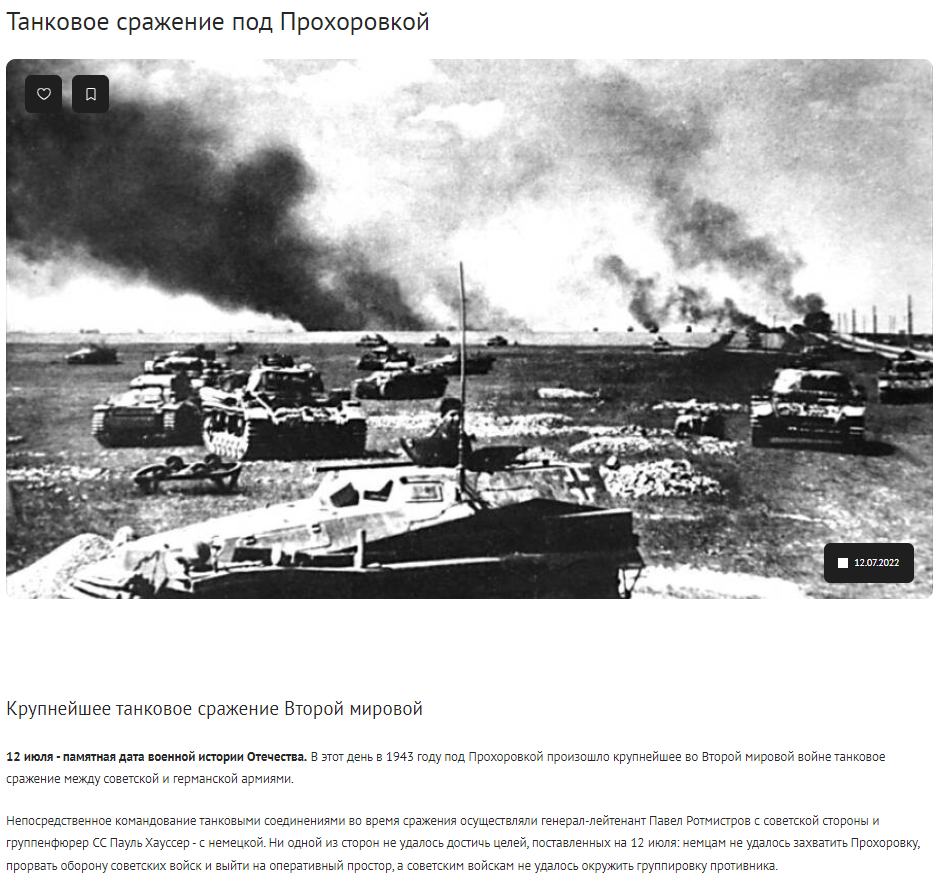 Танковое сражение под Прохоровкой
12.07.2022
Крупнейшее танковое сражение Второй мировой
12 июля - памятная дата военной истории Отечества. В этот день в 1943 году под Прохоровкой произошло крупнейшее во Второй мировой войне танковое
сражение между советской и германской армиями.
Непосредственное командование танковыми соединениями во время сражения осуществляли генерал-лейтенант Павел Ротмистров с советской стороны и
группенфюрер СС Пауль Хауссер - с немецкой. Ни одной из сторон не удалось достичь целей, поставленных на 12 июля: немцам не удалось захватить Прохоровку,
прорвать оборону советских войск и выйти на оперативный простор, а советским войскам не удалось окружить группировку противника.